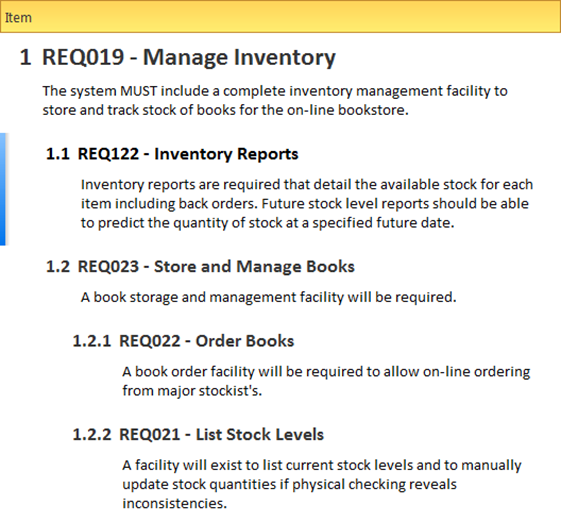 Item
1 REQ019 - Manage Inventory
The system MUST include a complete inventory management facility to
store and track stock of books for the on-line bookstore.
1.1 REQ122 - Inventory Reports
Inventory reports are required that detail the available stock for each
item including back orders. Future stock level reports should be able
to predict the quantity of stock at a specified future date.
1.2 REQ023 - Store and Manage Books
A book storage and management facility will be required.
1.2.1 REQ022 - Order Books
A book order facility will be required to allow on-line ordering
from major stockist's.
1.2.2 REQ021 - List Stock Levels
A facility will exist to list current stock levels and to manually
update stock quantities if physical checking reveals
inconsistencies.